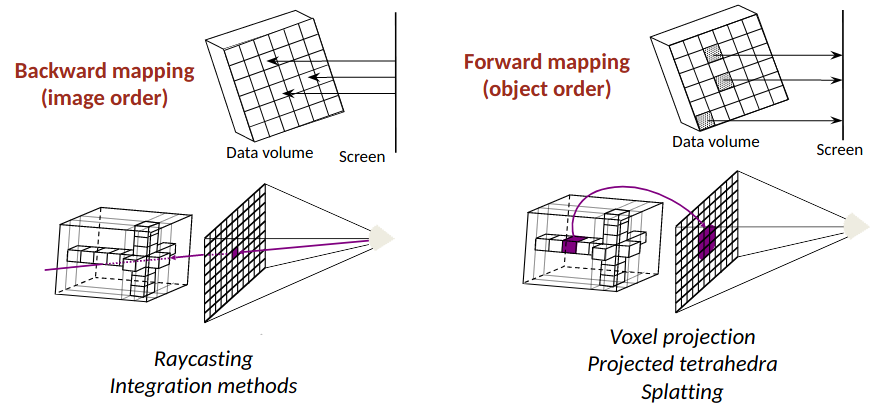 Backward mapping
(image order)
Data volume
Screen
Raycasting
Integration methods
Forward mapping
(object order)
Data volume
Screen
Voxel projection
Projected tetrahedra
Splatting